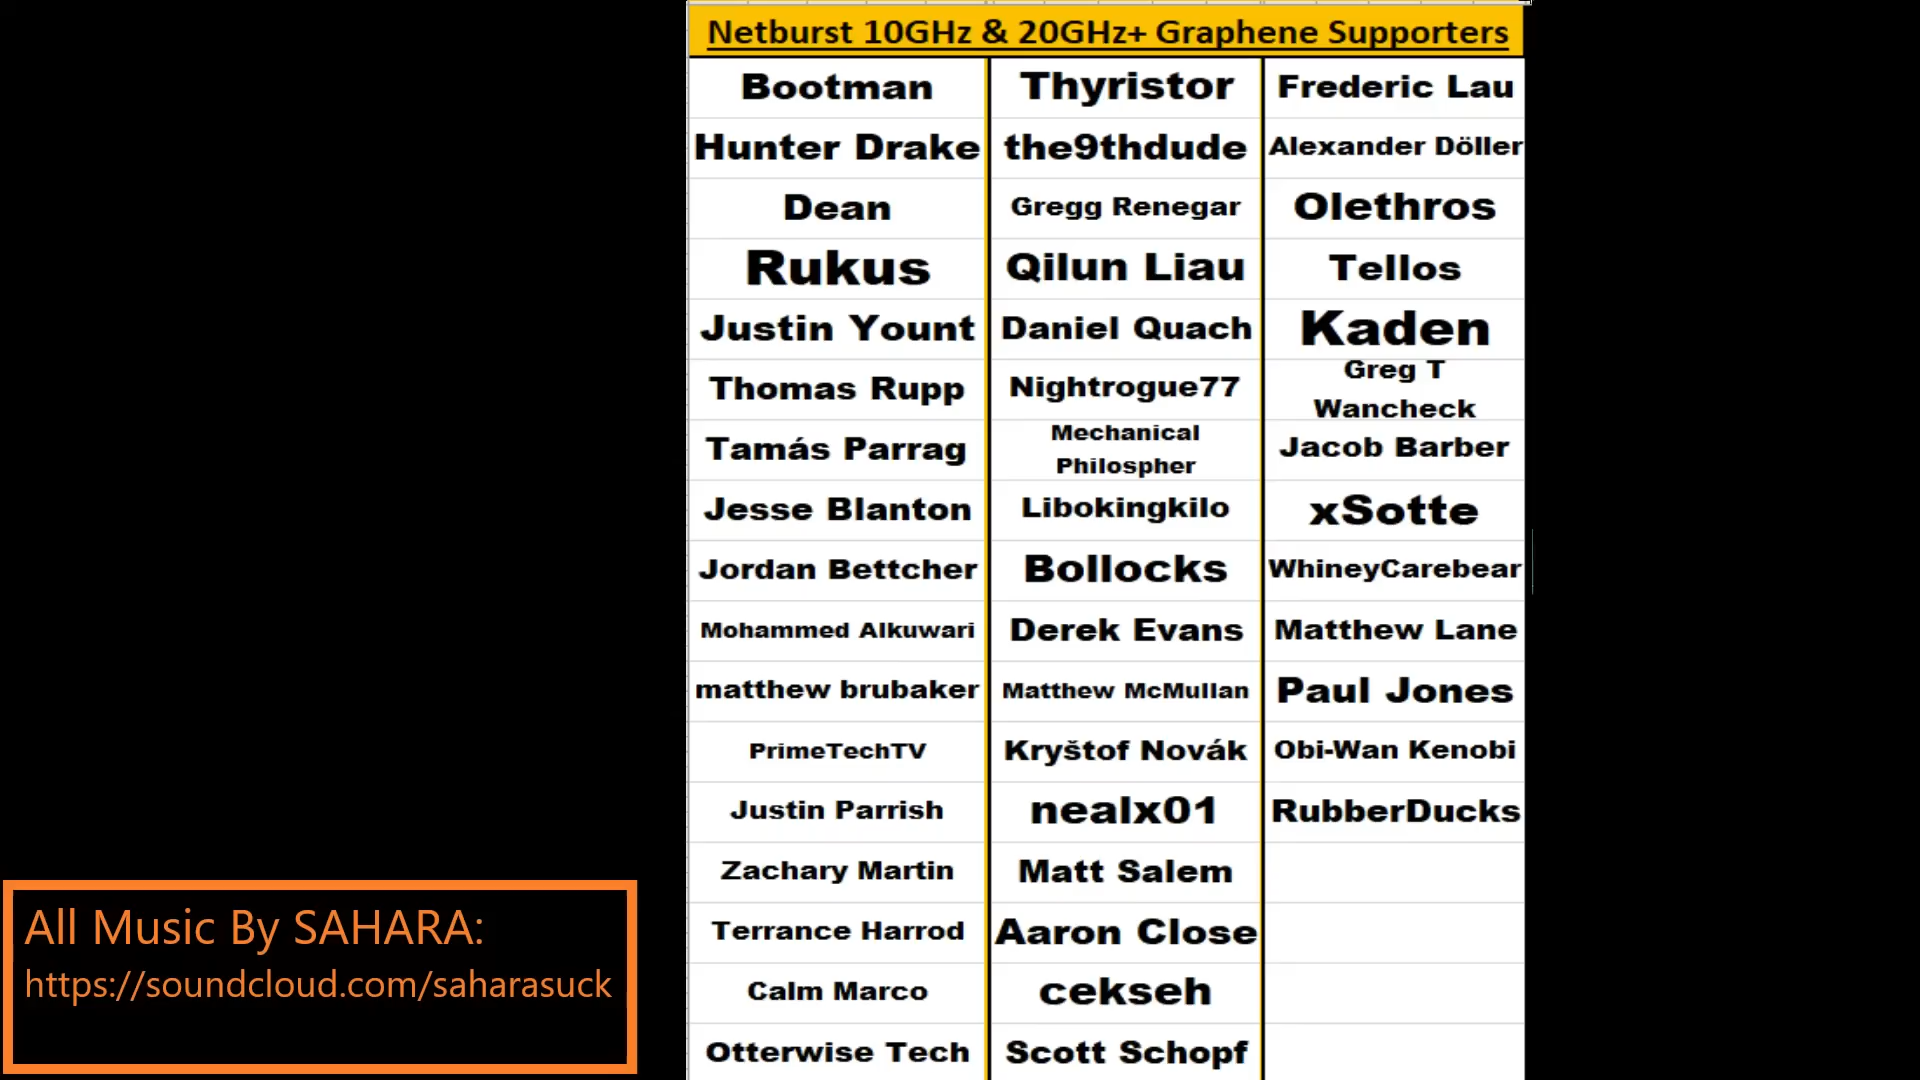 Netburst 10GHz & 20GHz+ Graphene Supporters
Bootman Thyristor Frederic Lau
Hunter Drake the9thdude Alexander Döller
Dean Gregg Renegar Olethros
Rukus Qilun Liau Tellos
Justin Yount Daniel Quach Kaden
Thomas Rupp Nightrogue77 Greg T
Wancheck
Tamás Parrag Mechanical
Philospher Jacob Barber
Jesse Blanton Libokingkilo xSotte
Jordan Bettcher Bollocks WhineyCarebear
Mohammed Alkuwari Derek Evans Matthew Lane
matthew brubaker Matthew McMullan Paul Jones
PrimeTechTV Kryštof Novák Obi-Wan Kenobi
Justin Parrish nealx01 RubberDucks
Zachary Martin Matt Salem
Terrance Harrod Aaron Close
Calm Marco cekseh
Otterwise Tech Scott Schopf
All Music By SAHARA:
https://soundcloud.com/saharasuck